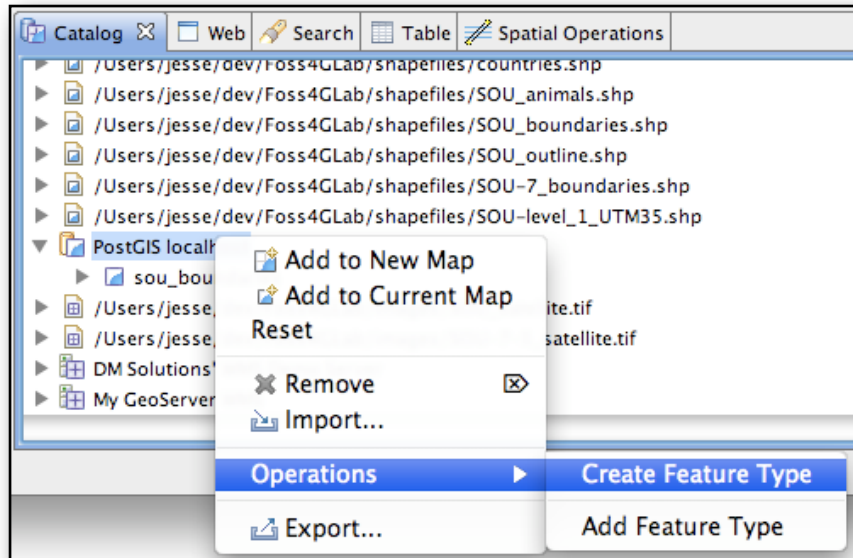 Catalog Web Search Table Spatial Operations
/Users/jesse/dev/Foss4GLab/shapefiles/countries.shp
/Users/jesse/dev/Foss4GLab/shapefiles/SOU_animals.shp
/Users/jesse/dev/Foss4GLab/shapefiles/SOU_boundaries.shp
/Users/jesse/dev/Foss4GLab/shapefiles/SOU_outline.shp
/Users/jesse/dev/Foss4GLab/shapefiles/SOU-7_boundaries.shp
/Users/jesse/dev/Foss4GLab/shapefiles/SOU-level_1_UTM35.shp
PostGIS localh
sou_bou
/Users/jesse/ ite.tif
/Users/jesse/ satellite.tif
DM Solutions
My GeoServer
Add to New Map
Add to Current Map
Reset
Remove
Import...
Operations
Create Feature Type
Add Feature Type
Export...